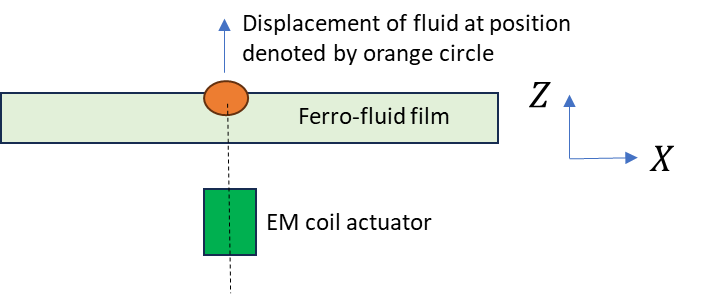 Displacement of fluid at position
denoted by orange circle
Z
Ferro-fluid film
X
EM coil actuator